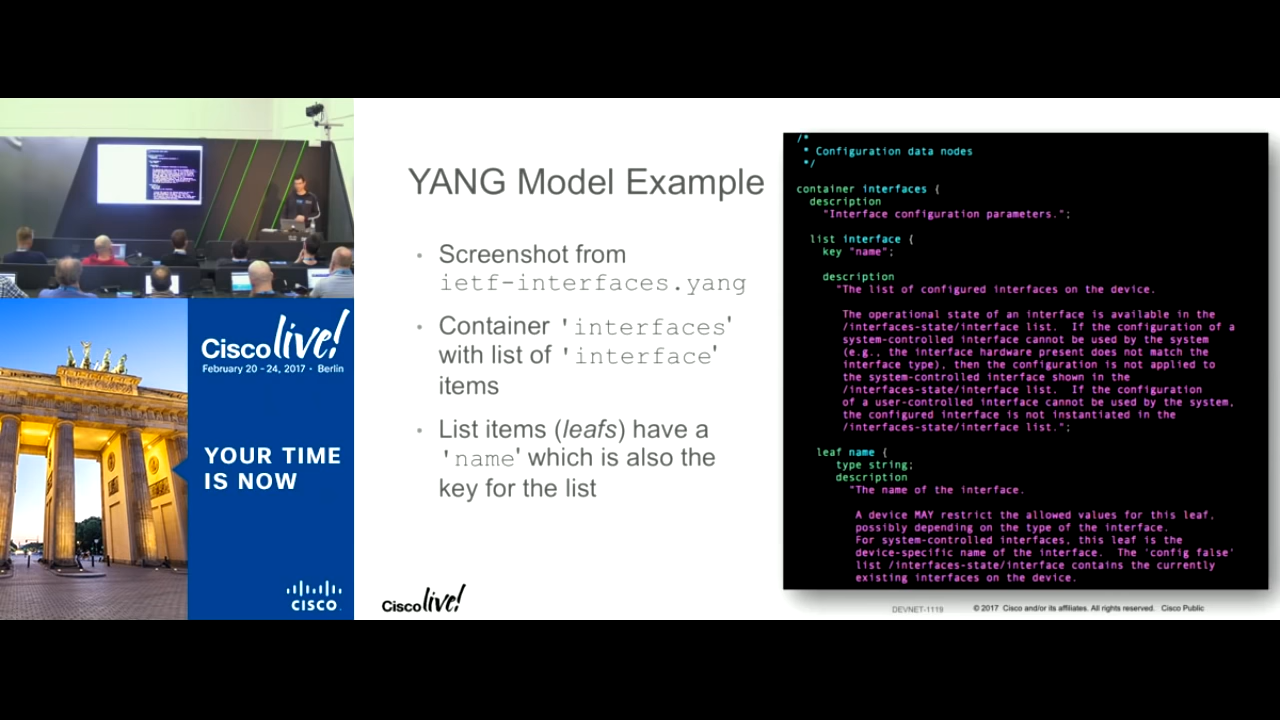 Cisco live!
February 20 - 24, 2017 • Berlin
YOUR TIME
IS NOW
CISCO
YANG Model Example
• Screenshot from
ietf-interfaces.yang
• Container 'interfaces'
with list of 'interface'
items
• List items (leafs) have a
'name' which is also the
key for the list
Cisco live!
/*
* Configuration data nodes
*/
container interfaces {
description
"Interface configuration parameters.";
list interface {
key "name";
description
"The list of configured interfaces on the device.
The operational state of an interface is available in the
/interfaces-state/interface list. If the configuration of a
system-controlled interface cannot be used by the system
(e.g., the interface hardware present does not match the
interface type), then the configuration is not applied to
the system-controlled interface shown in the
/interfaces-state/interface list. If the configuration
of a user-controlled interface cannot be used by the system,
the configured interface is not instantiated in the
/interfaces-state/interface list.";
leaf name {
type string;
description
"The name of the interface.
A device MAY restrict the allowed values for this leaf,
possibly depending on the type of the interface.
For system-controlled interfaces, this leaf is the
device-specific name of the interface. The 'config false'
list /interfaces-state/interface contains the currently
existing interfaces on the device.
DEVNET-1119 © 2017 Cisco and/or its affiliates. All rights reserved. Cisco Public